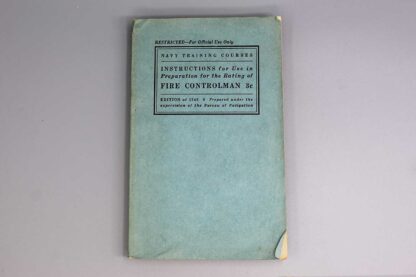 RESTRICTED—For Official Use Only
NAVY TRAINING COURSES
INSTRUCTIONS for Use in
Preparation for the Rating of
FIRE CONTROLMAN 3c
EDITION of 1940 Prepared under the
supervision of the Bureau of Navigation